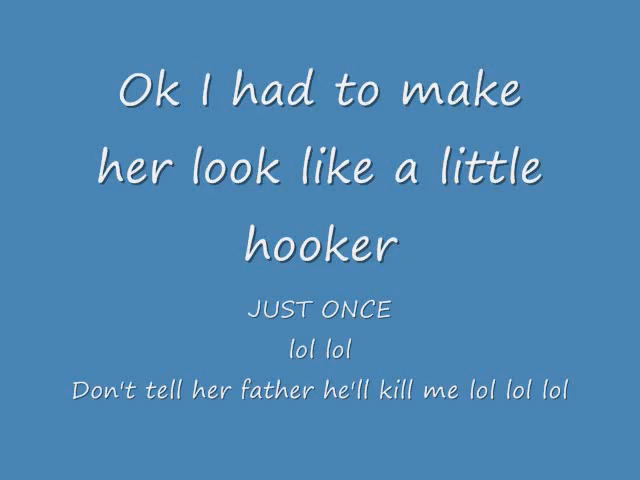 Ok I had to make
her look like a little
hooker
JUST ONCE
lol lol
Don't tell her father he'll kill me lol lol lol